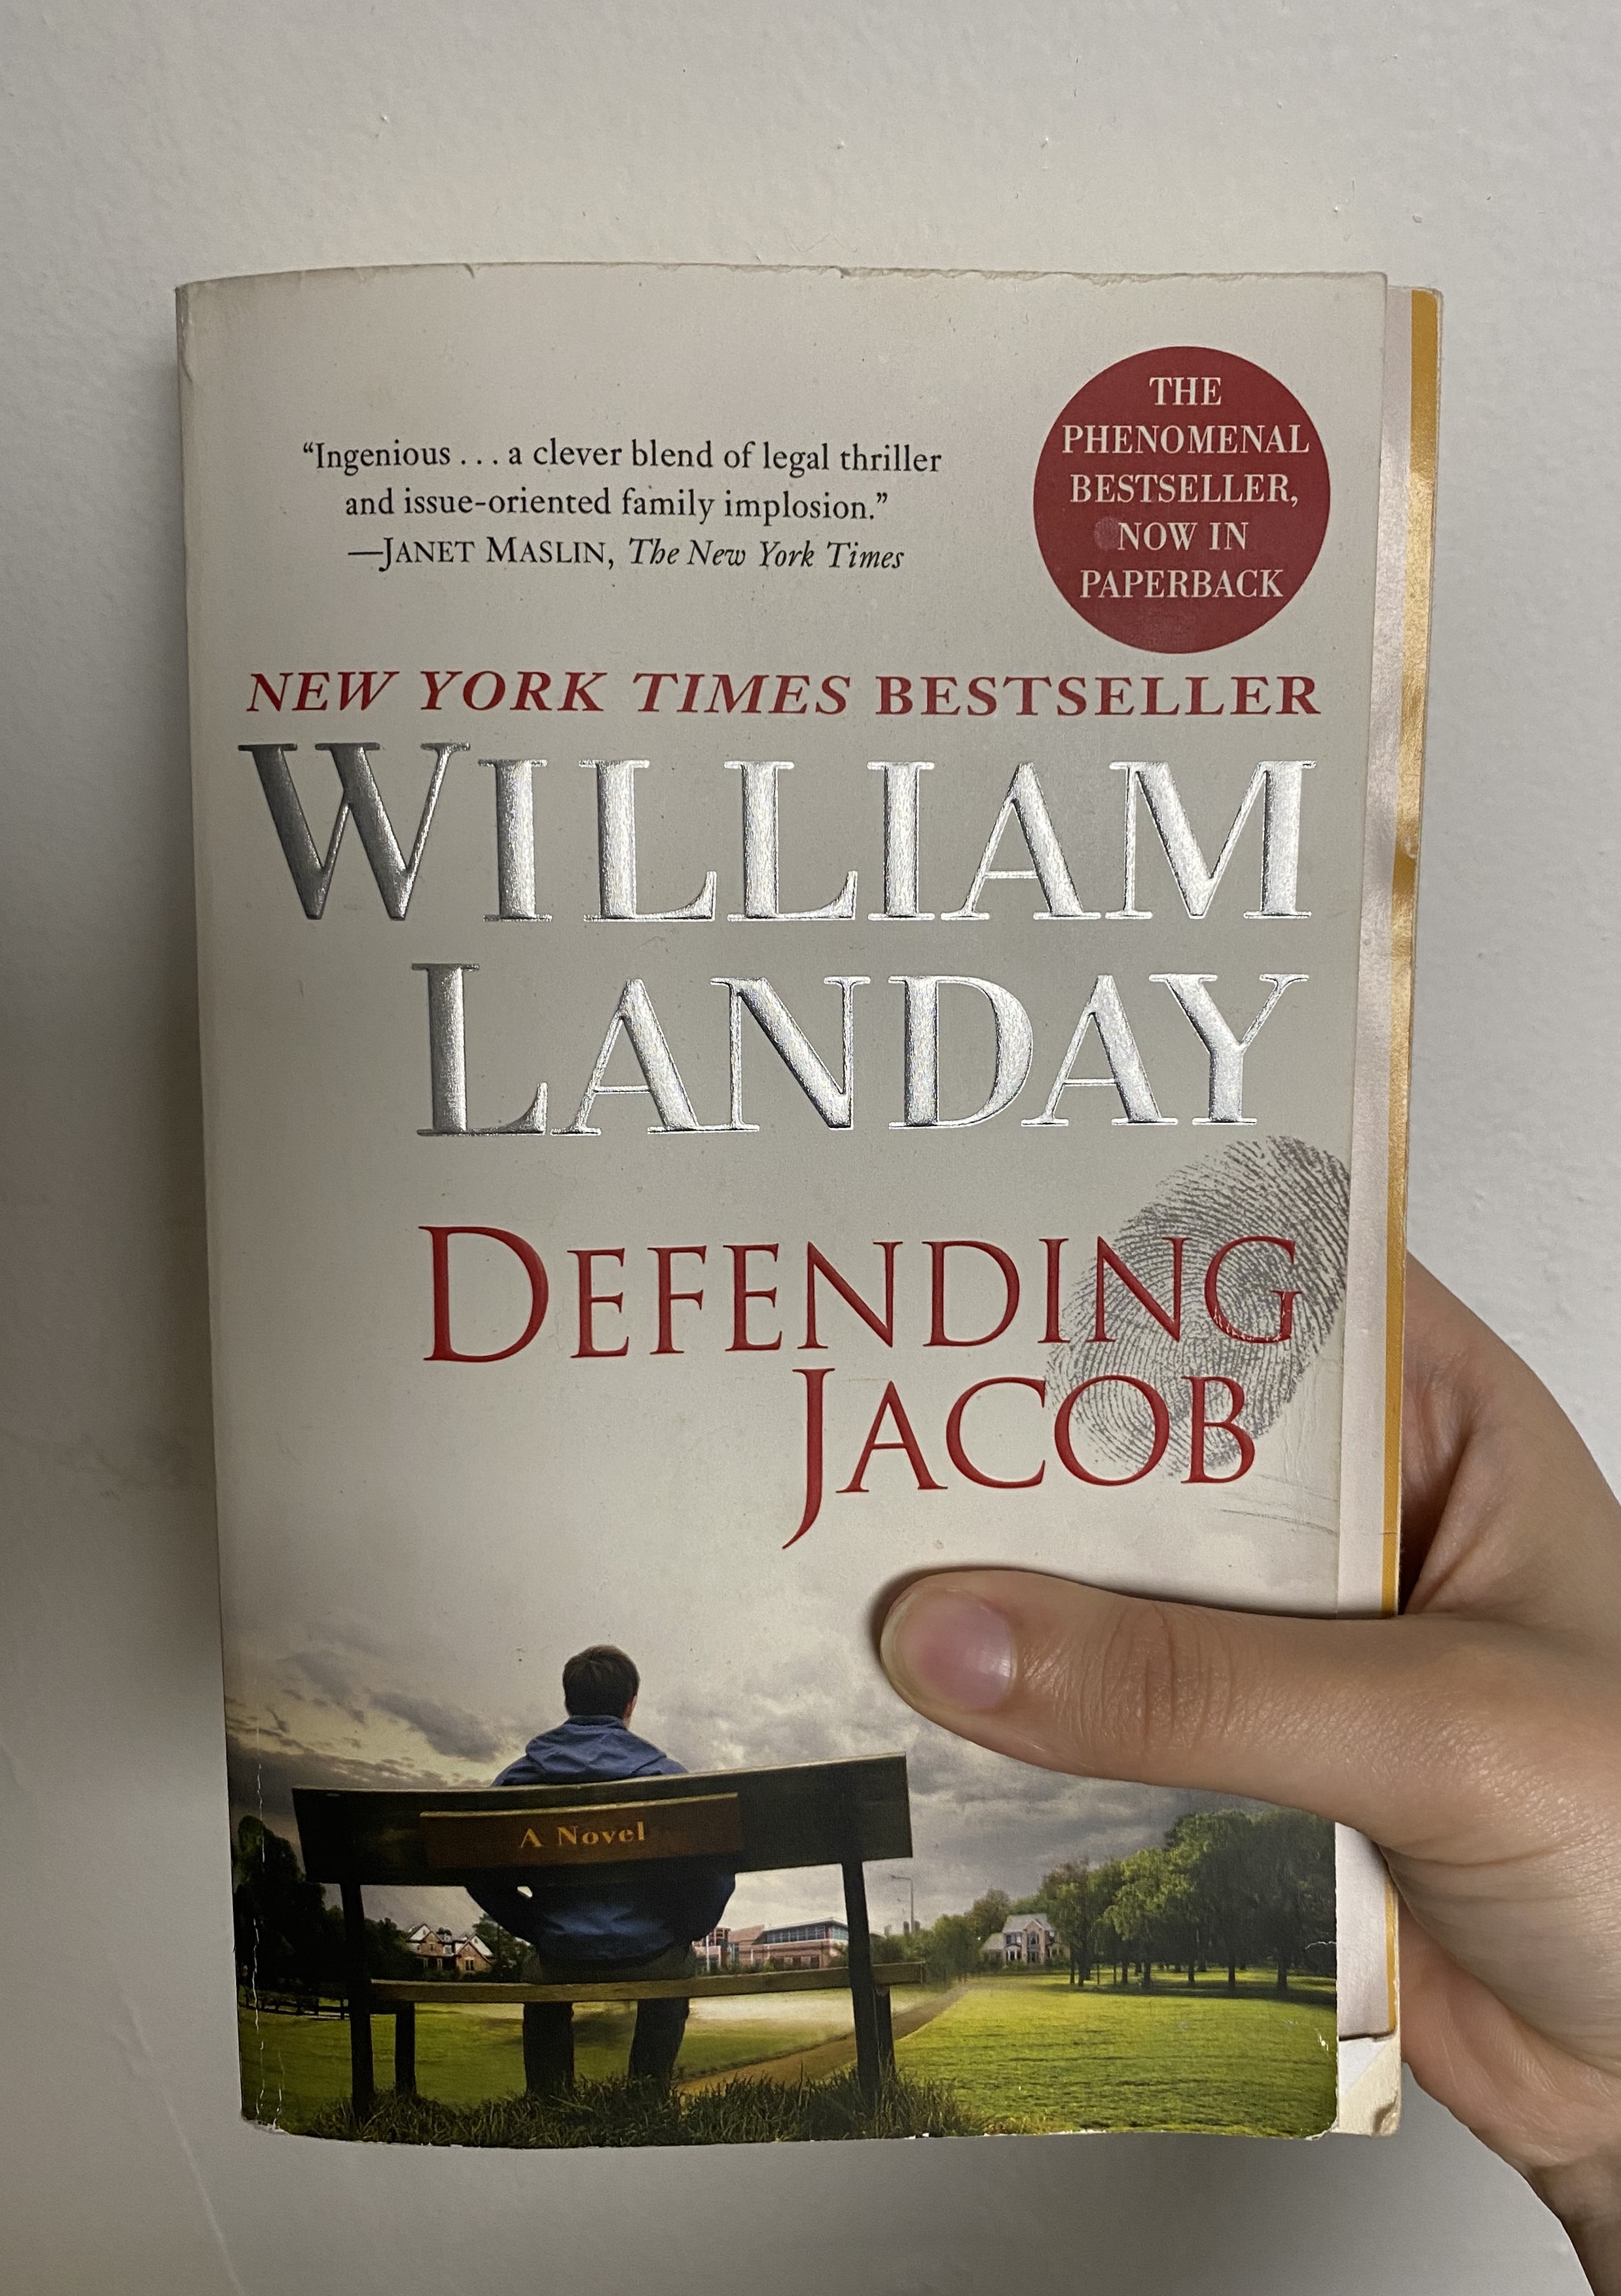 “Ingenious . . . a clever blend of legal thriller
and issue-oriented family implosion.”
—JANET MASLIN, The New York Times
THE
PHENOMENAL
BESTSELLER,
NOW IN
PAPERBACK
NEW YORK TIMES BESTSELLER
WILLIAM
LANDAY
DEFENDING
JACOB
A Novel